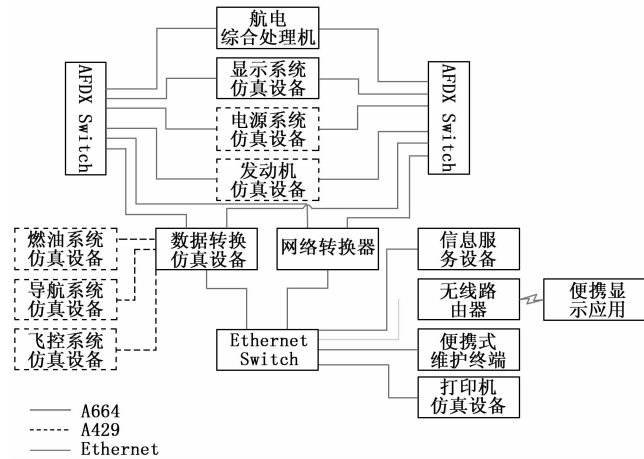 航电
综合处理机
AFDX Switch
显示系统
仿真设备
AFDX Switch
电源系统
仿真设备
发动机
仿真设备
燃油系统
仿真设备
数据转换
仿真设备
网络转换器
信息服
务设备
导航系统
仿真设备
无线路
由器
便携显
示应用
飞控系统
仿真设备
Ethernet
Switch
便携式
维护终端
打印机
仿真设备
A664
A429
Ethernet